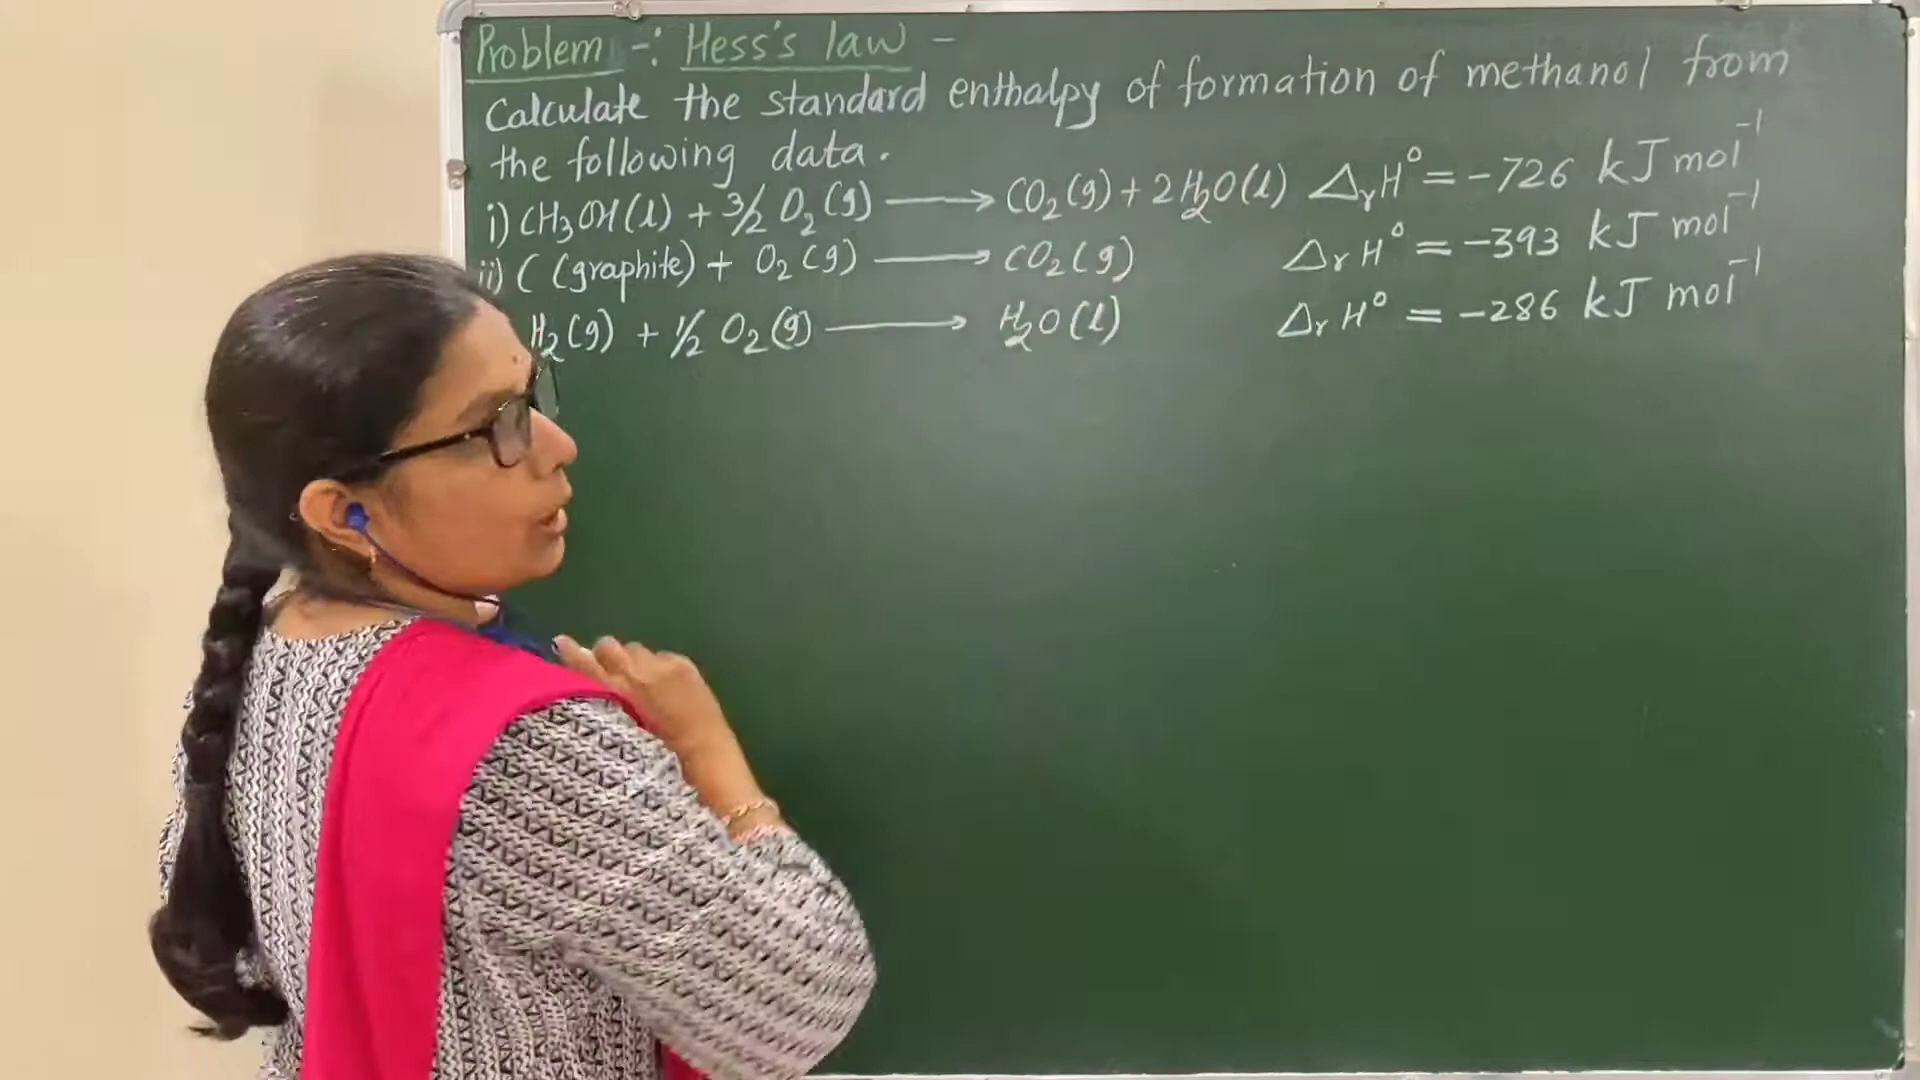 Problem -: Hess's law -
Calculate the standard enthalpy of formation of methanol from
the following data.
i) CH₃OH(l) + 3/2 O₂(g) ⟶ CO₂(g) + 2H₂O(l) ΔᵣH° = -726 kJ mol⁻¹
ii) C (graphite) + O₂(g) ⟶ CO₂(g) ΔᵣH° = -393 kJ mol⁻¹
H₂(g) + 1/2 O₂(g) ⟶ H₂O(l) ΔᵣH° = -286 kJ mol⁻¹